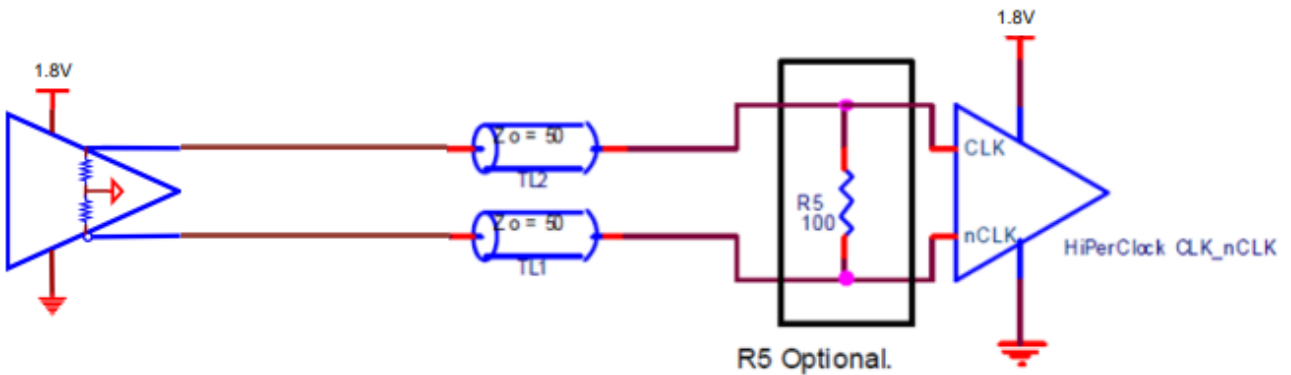 1.8V
1.8V
Zo = 50
TL2
CLK
R5
100
Zo = 50
nCLK
TL1
HiPerClock CLK_nCLK
R5 Optional.